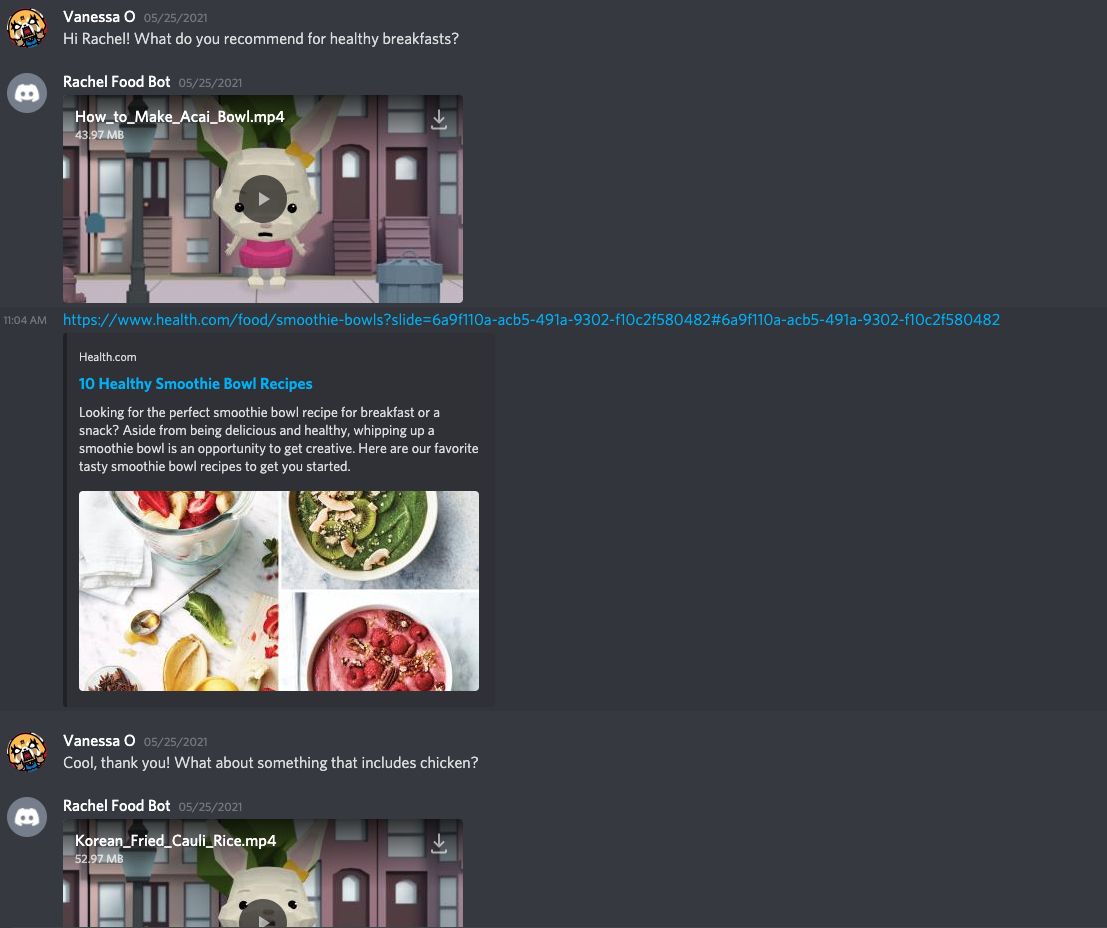 Vanessa O 05/25/2021
Hi Rachel! What do you recommend for healthy breakfasts?
Rachel Food Bot 05/25/2021
How_to_Make_Acai_Bowl.mp4
43.97 MB
11:04 AM https://www.health.com/food/smoothie-bowls?slide=6a9f110a-acb5-491a-9302-f10c2f580482#6a9f110a-acb5-491a-9302-f10c2f580482
Health.com
10 Healthy Smoothie Bowl Recipes
Looking for the perfect smoothie bowl recipe for breakfast or a
snack? Aside from being delicious and healthy, whipping up a
smoothie bowl is an opportunity to get creative. Here are our favorite
tasty smoothie bowl recipes to get you started.
Vanessa O 05/25/2021
Cool, thank you! What about something that includes chicken?
Rachel Food Bot 05/25/2021
Korean_Fried_Cauli_Rice.mp4
52.97 MB